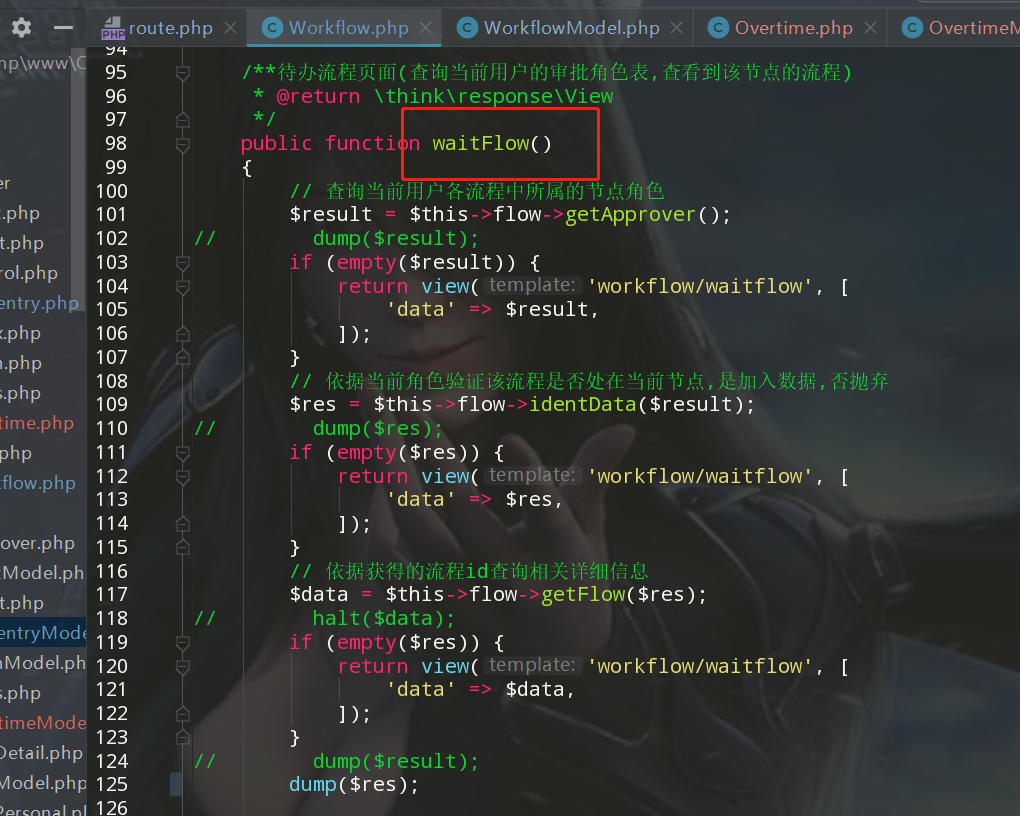 route.php Workflow.php WorkflowModel.php Overtime.php OvertimeM
np\www\C
94
95 /**待办流程页面(查询当前用户的审批角色表,查看到该节点的流程)
96 * @return \think\response\View
97 */
98 public function waitFlow()
99 {
100 // 查询当前用户各流程中所属的节点角色
101 $result = $this->flow->getApprover();
102 // dump($result);
103 if (empty($result)) {
104 return view( template: 'workflow/waitflow', [
105 'data' => $result,
106 ]);
107 }
108 // 依据当前角色验证该流程是否处在当前节点,是加入数据,否抛弃
109 $res = $this->flow->identData($result);
110 // dump($res);
111 if (empty($res)) {
112 return view( template: 'workflow/waitflow', [
113 'data' => $res,
114 ]);
115 }
116 // 依据获得的流程id查询相关详细信息
117 $data = $this->flow->getFlow($res);
118 // halt($data);
119 if (empty($res)) {
120 return view( template: 'workflow/waitflow', [
121 'data' => $data,
122 ]);
123 }
124 // dump($result);
125 dump($res);
126
er
t.php
t.php
rol.php
entry.php
x.php
n.php
s.php
time.php
php
flow.php
over.php
tModel.ph
t.php
entryMode
nModel.ph
s.php
timeMode
Detail.php
Model.php
Personal.pl